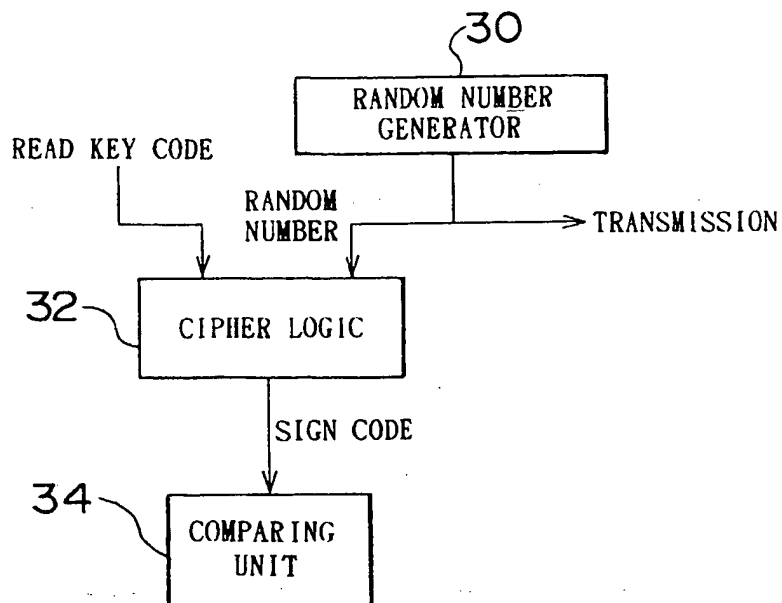 30
RANDOM NUMBER
GENERATOR
READ KEY CODE
RANDOM
NUMBER
TRANSMISSION
32
CIPHER LOGIC
SIGN CODE
34
COMPARING
UNIT